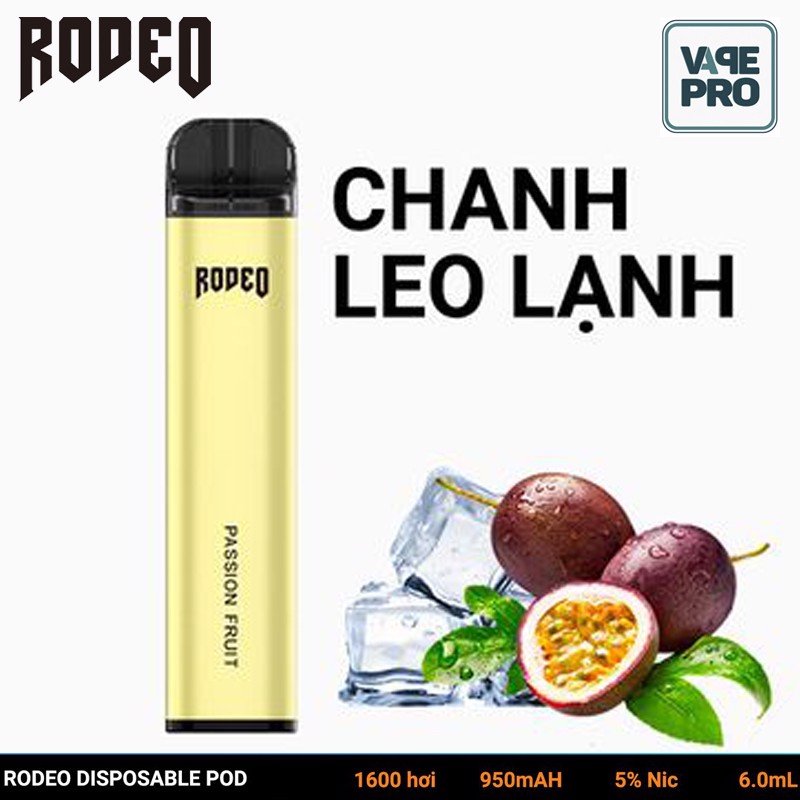 RODEO
VAPE
PRO
CHANH
LEO LẠNH
RODEO
PASSION FRUIT
RODEO DISPOSABLE POD 1600 hơi 950mAH 5% Nic 6.0mL